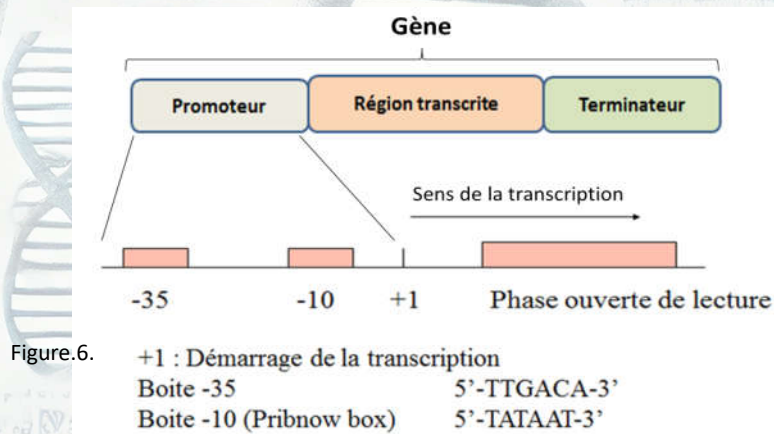 Gène
Promoteur Région transcrite Terminateur
Sens de la transcription
-35 -10 +1 Phase ouverte de lecture
Figure.6.
+1 : Démarrage de la transcription
Boite -35 5’-TTGACA-3’
Boite -10 (Pribnow box) 5’-TATAAT-3’